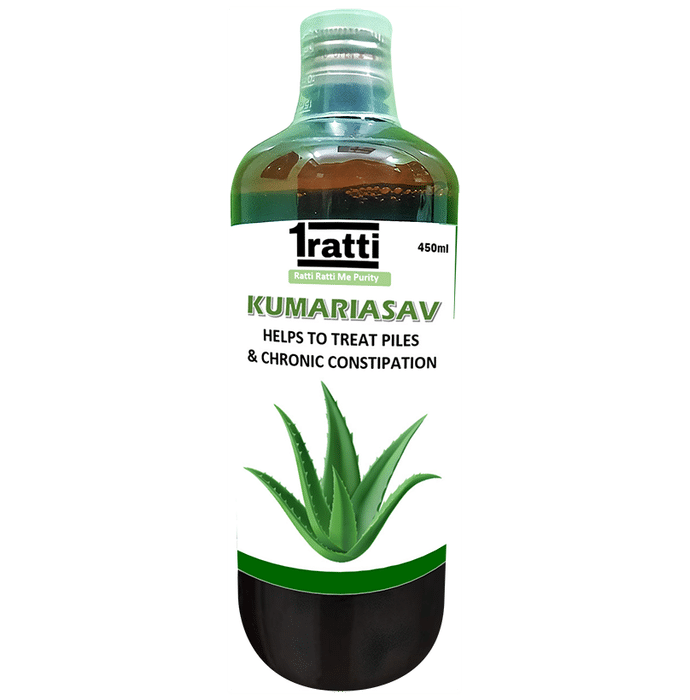 1ratti
450ml
Ratti Ratti Me Purity
KUMARIASAV
HELPS TO TREAT PILES
& CHRONIC CONSTIPATION